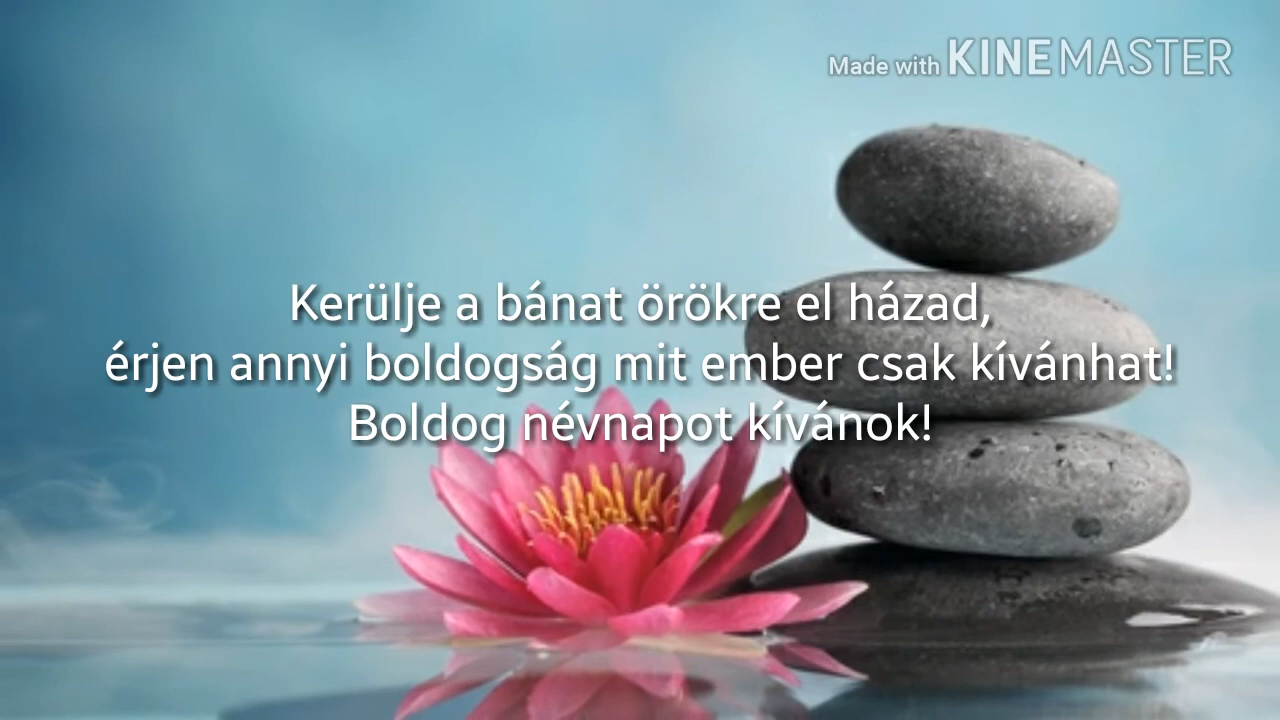 Made with KINEMASTER
Kerülje a bánat örökre el házad,
érjen annyi boldogság mit ember csak kívánhat!
Boldog névnapot kívánok!